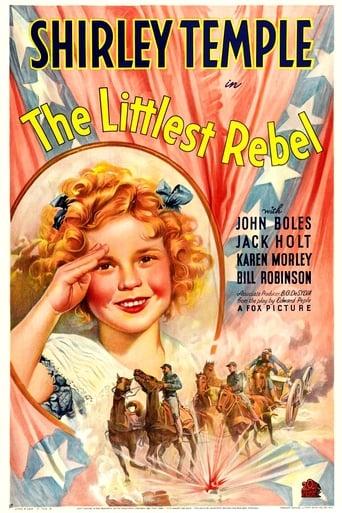 SHIRLEY TEMPLE
in
The Littlest Rebel
with
JOHN BOLES
JACK HOLT
KAREN MORLEY
BILL ROBINSON
Associate Producer B.G. DeSYLVA
from the play by Edward Peple
A FOX PICTURE